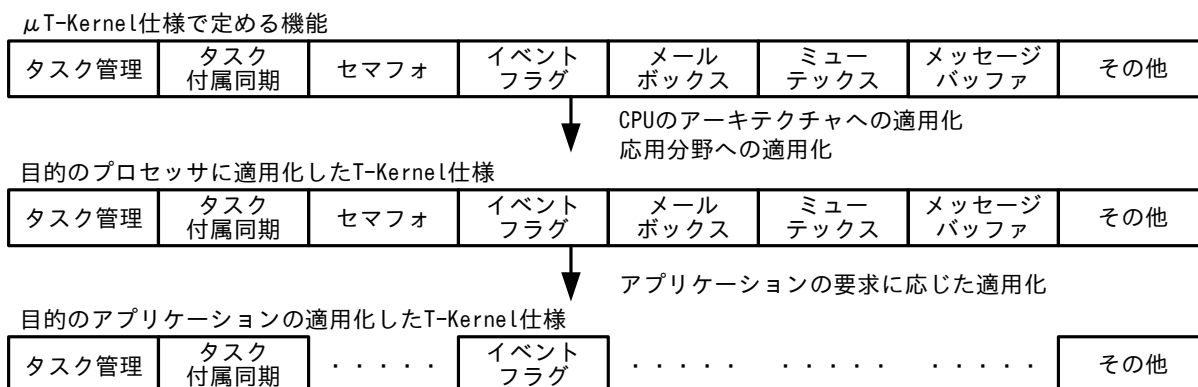 μT-Kernel仕様で定める機能
タスク管理
タスク
付属同期
セマフォ
イベント
フラグ
メール
ボックス
ミュー
テックス
メッセージ
バッファ
その他
CPUのアーキテクチャへの適用化
応用分野への適用化
目的のプロセッサに適用化したT-Kernel仕様
タスク管理
タスク
付属同期
セマフォ
イベント
フラグ
メール
ボックス
ミュー
テックス
メッセージ
バッファ
その他
アプリケーションの要求に応じた適用化
目的のアプリケーションの適用化したT-Kernel仕様
タスク管理
タスク
付属同期
・・・・・
イベント
フラグ
・・・・・
・・・・・
・・・・・
その他